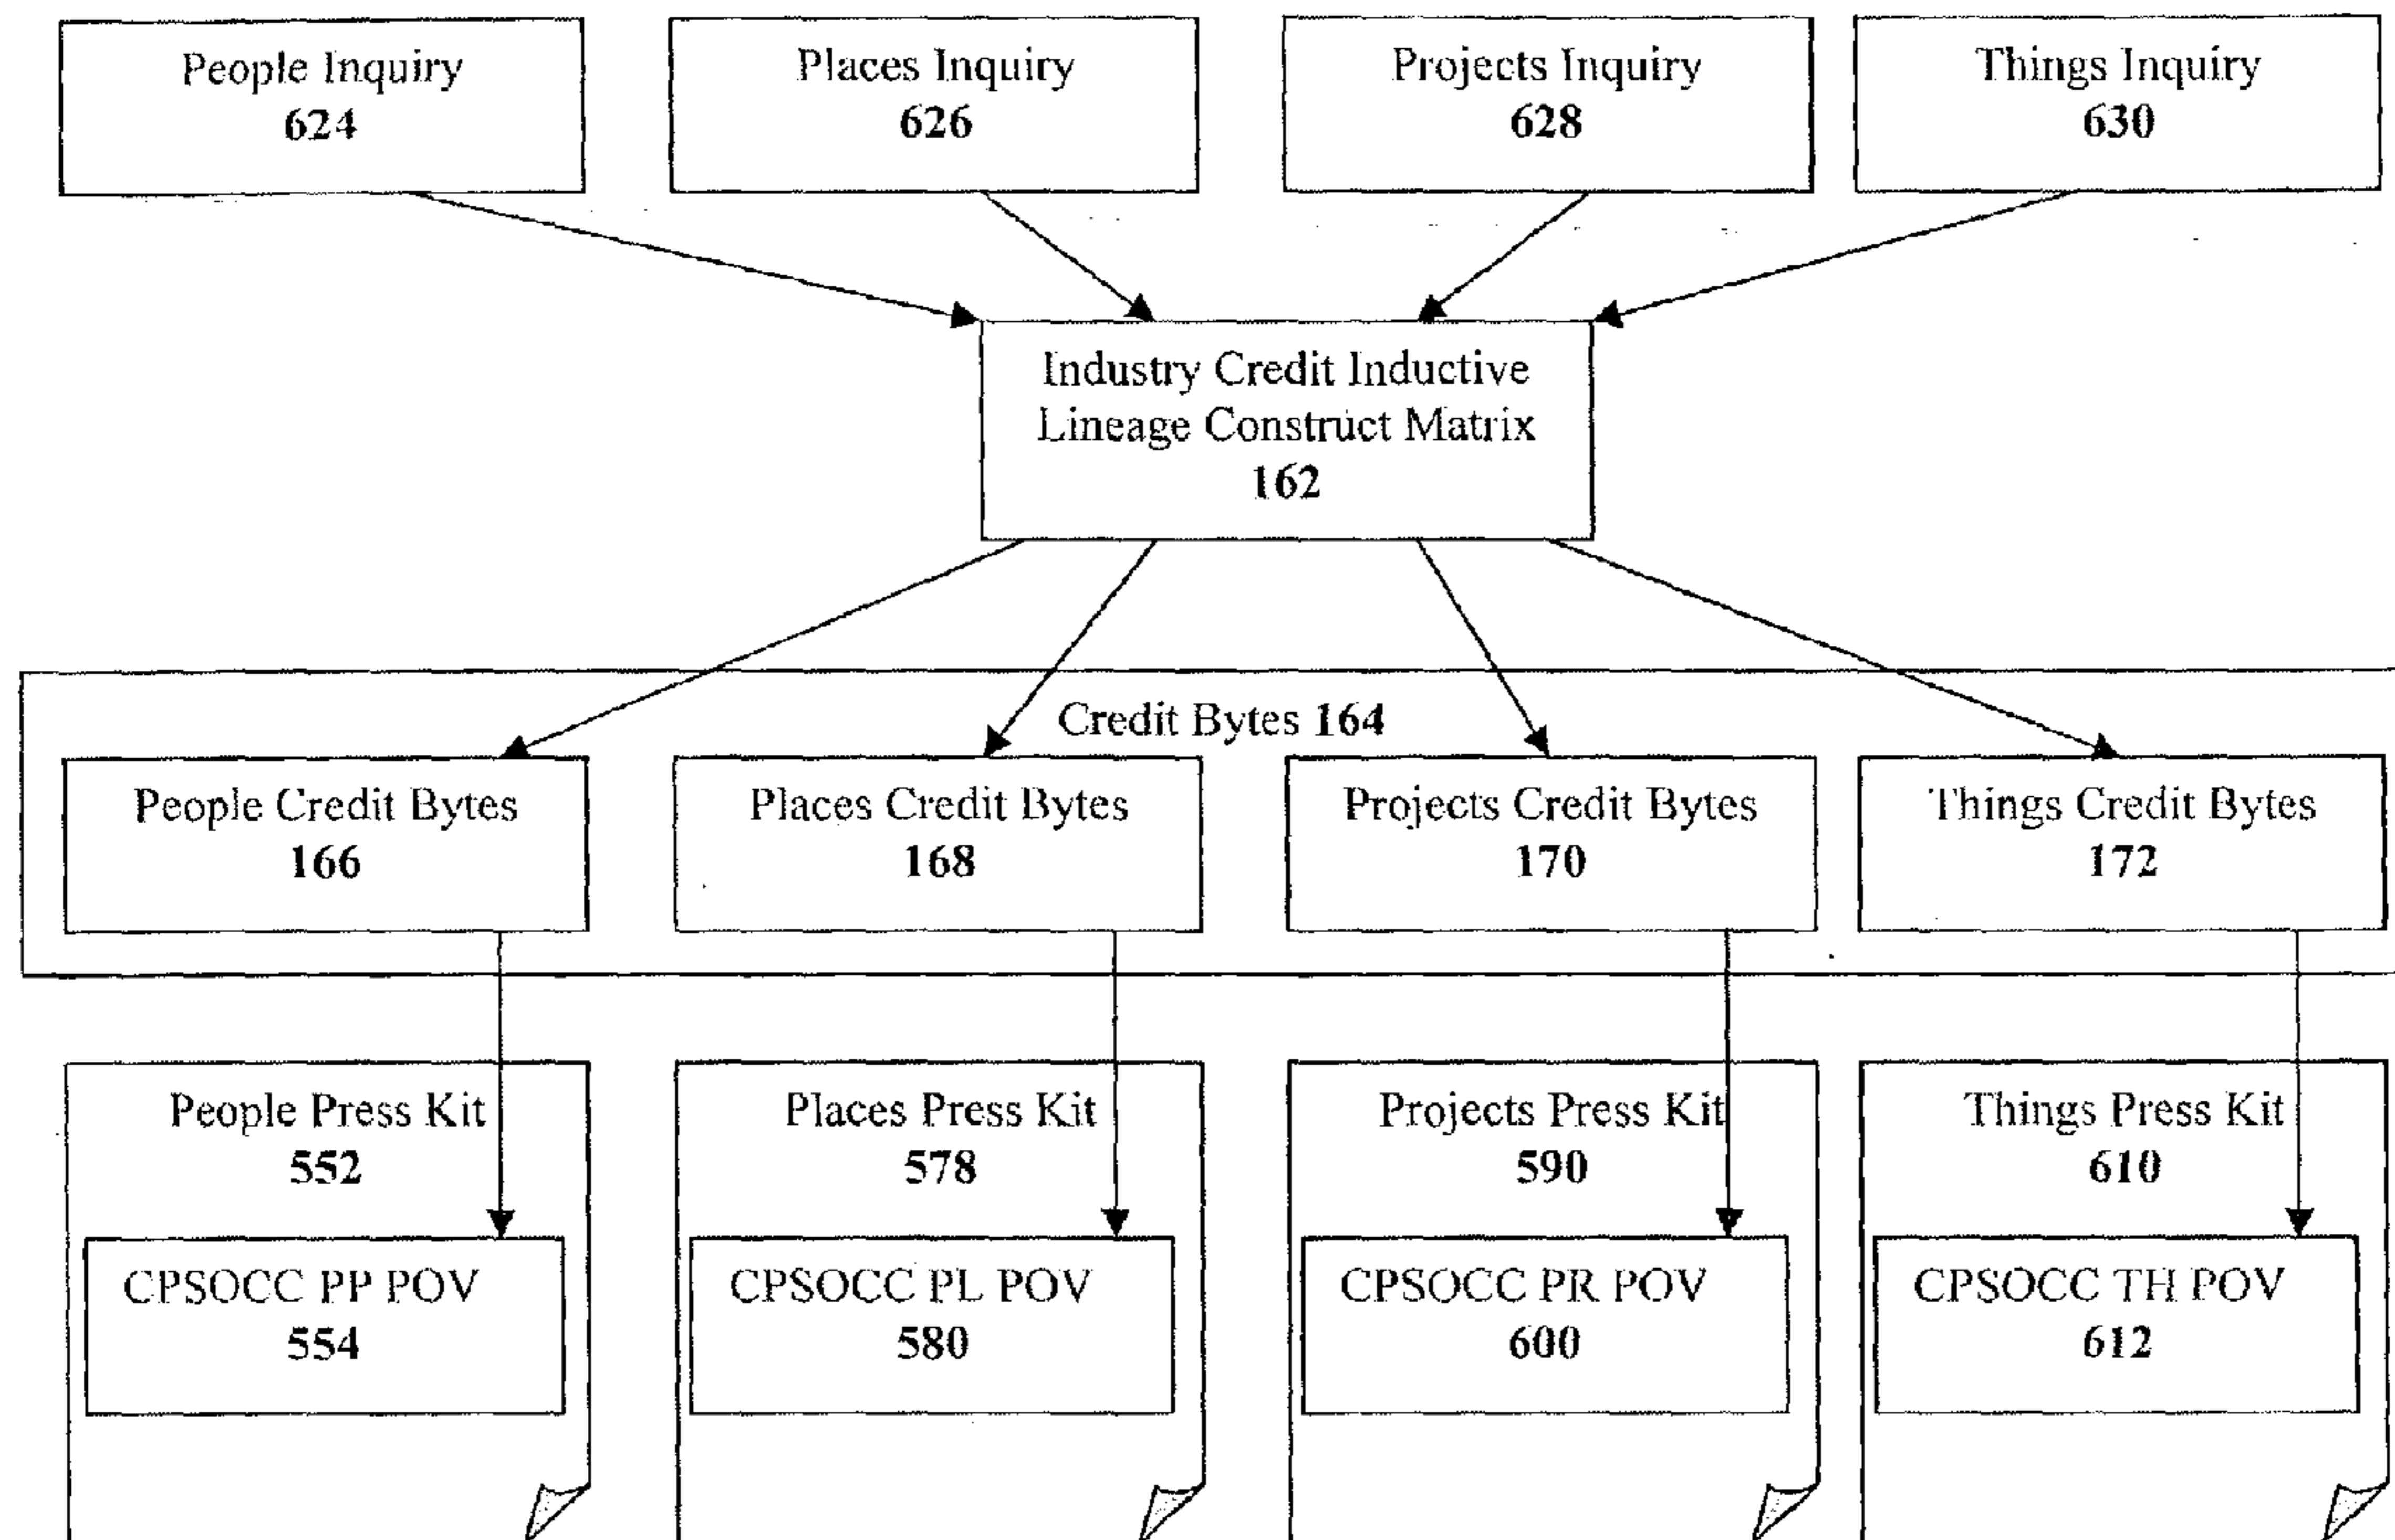 People Inquiry
624
Places Inquiry
626
Projects Inquiry
628
Things Inquiry
630
Industry Credit Inductive
Lineage Construct Matrix
162
Credit Bytes 164
People Credit Bytes
166
Places Credit Bytes
168
Projects Credit Bytes
170
Things Credit Bytes
172
People Press Kit
552
Places Press Kit
578
Projects Press Kit
590
Things Press Kit
610
CPSOCC PP POV
554
CPSOCC PL POV
580
CPSOCC PR POV
600
CPSOCC TH POV
612